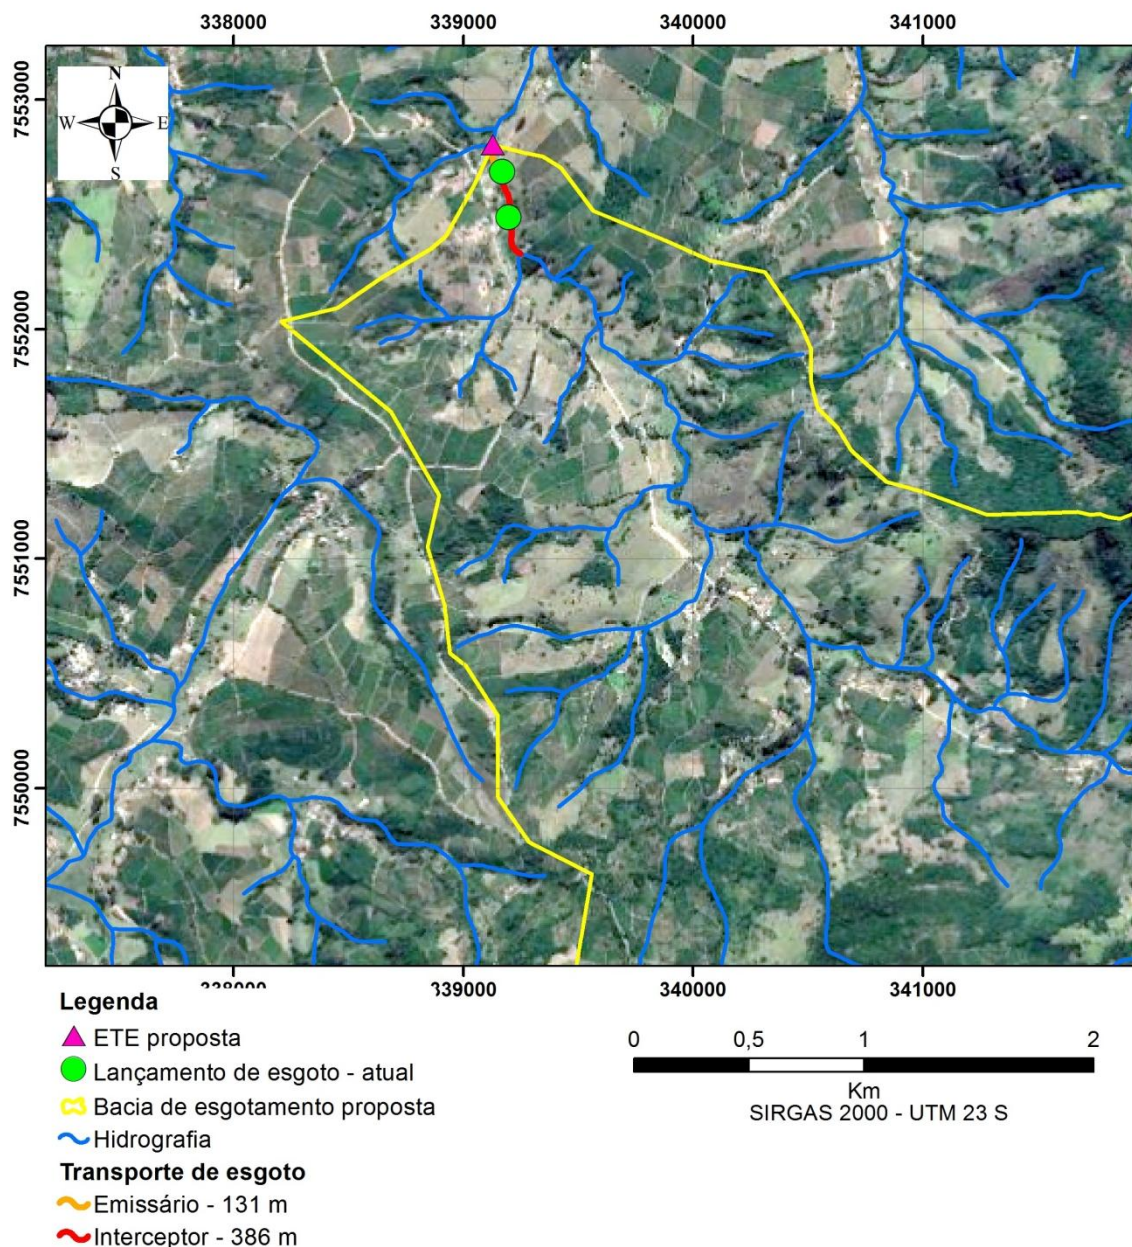 338000 339000 340000 341000
N
W E
S
7553000
7552000
7551000
7550000
338000 339000 340000 341000
Legenda
ETE proposta
Lançamento de esgoto - atual
Bacia de esgotamento proposta
Hidrografia
Transporte de esgoto
Emissário - 131 m
Interceptor - 386 m
0 0,5 1 2
Km
SIRGAS 2000 - UTM 23 S